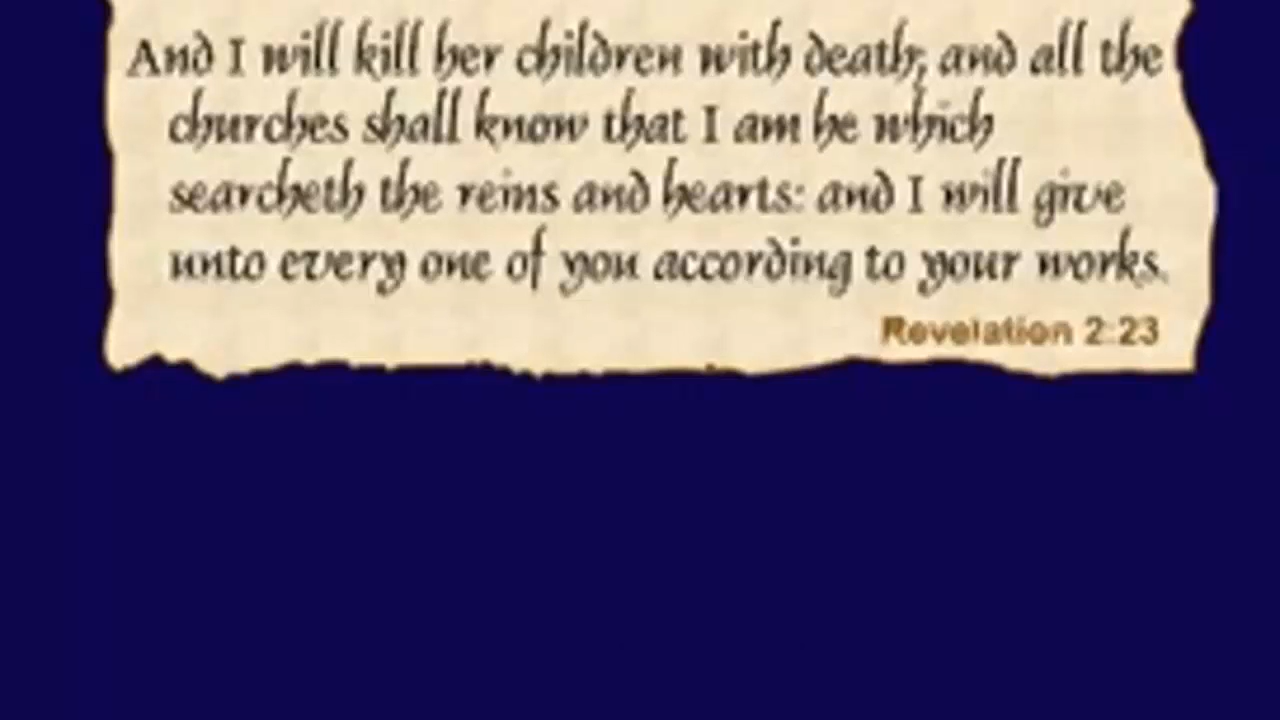 And I will kill her children with death; and all the
churches shall know that I am he which
searcheth the reins and hearts: and I will give
unto every one of you according to your works.
Revelation 2:23